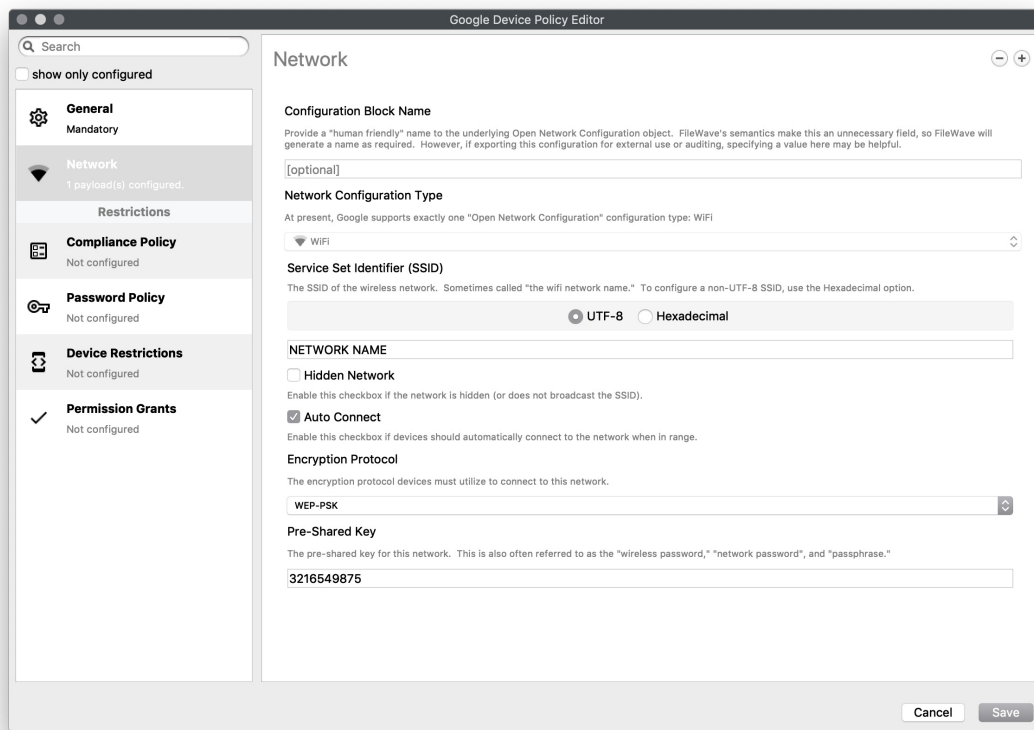 Google Device Policy Editor
Search
show only configured
General
Mandatory
Network
1 payload(s) configured.
Restrictions
Compliance Policy
Not configured
Password Policy
Not configured
Device Restrictions
Not configured
Permission Grants
Not configured
Network
Configuration Block Name
Provide a "human friendly" name to the underlying Open Network Configuration object. FileWave's semantics make this an unnecessary field, so FileWave will
generate a name as required. However, if exporting this configuration for external use or auditing, specifying a value here may be helpful.
[optional]
Network Configuration Type
At present, Google supports exactly one "Open Network Configuration" configuration type: WiFi
WiFi
Service Set Identifier (SSID)
The SSID of the wireless network. Sometimes called "the wifi network name." To configure a non-UTF-8 SSID, use the Hexadecimal option.
UTF-8 Hexadecimal
NETWORK NAME
Hidden Network
Enable this checkbox if the network is hidden (or does not broadcast the SSID).
Auto Connect
Enable this checkbox if devices should automatically connect to the network when in range.
Encryption Protocol
The encryption protocol devices must utilize to connect to this network.
WEP-PSK
Pre-Shared Key
The pre-shared key for this network. This is also often referred to as the "wireless password," "network password", and "passphrase."
3216549875
Cancel Save